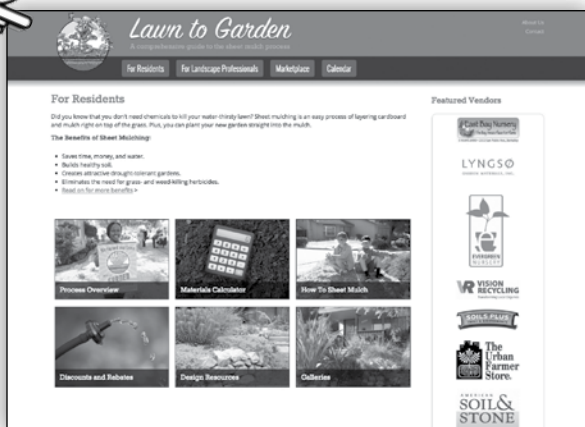 Lawn to Garden
A comprehensive guide to the sheet mulch process
About Us
Contact
For Residents
For Landscape Professionals
Marketplace
Calendar
For Residents
Did you know that you don't need chemicals to kill your water-thirsty lawn? Sheet mulching is an easy process of layering cardboard
and mulch right on top of the grass. Plus, you can plant your new garden straight into the mulch.
The Benefits of Sheet Mulching:
Saves time, money, and water.
Builds healthy soil.
Creates attractive drought-tolerant gardens.
Eliminates the need for grass- and weed-killing herbicides.
Read on for more benefits >
Process Overview
Materials Calculator
How To Sheet Mulch
Discounts and Rebates
Design Resources
Galleries
Featured Vendors
East Bay Nursery
LYNGSØ
GARDEN MATERIALS, INC.
EVERGREEN
NURSERY
VR VISION
RECYCLING
SOILS PLUS
The
Urban
Farmer
Store.
AMERICAN
SOIL&
STONE